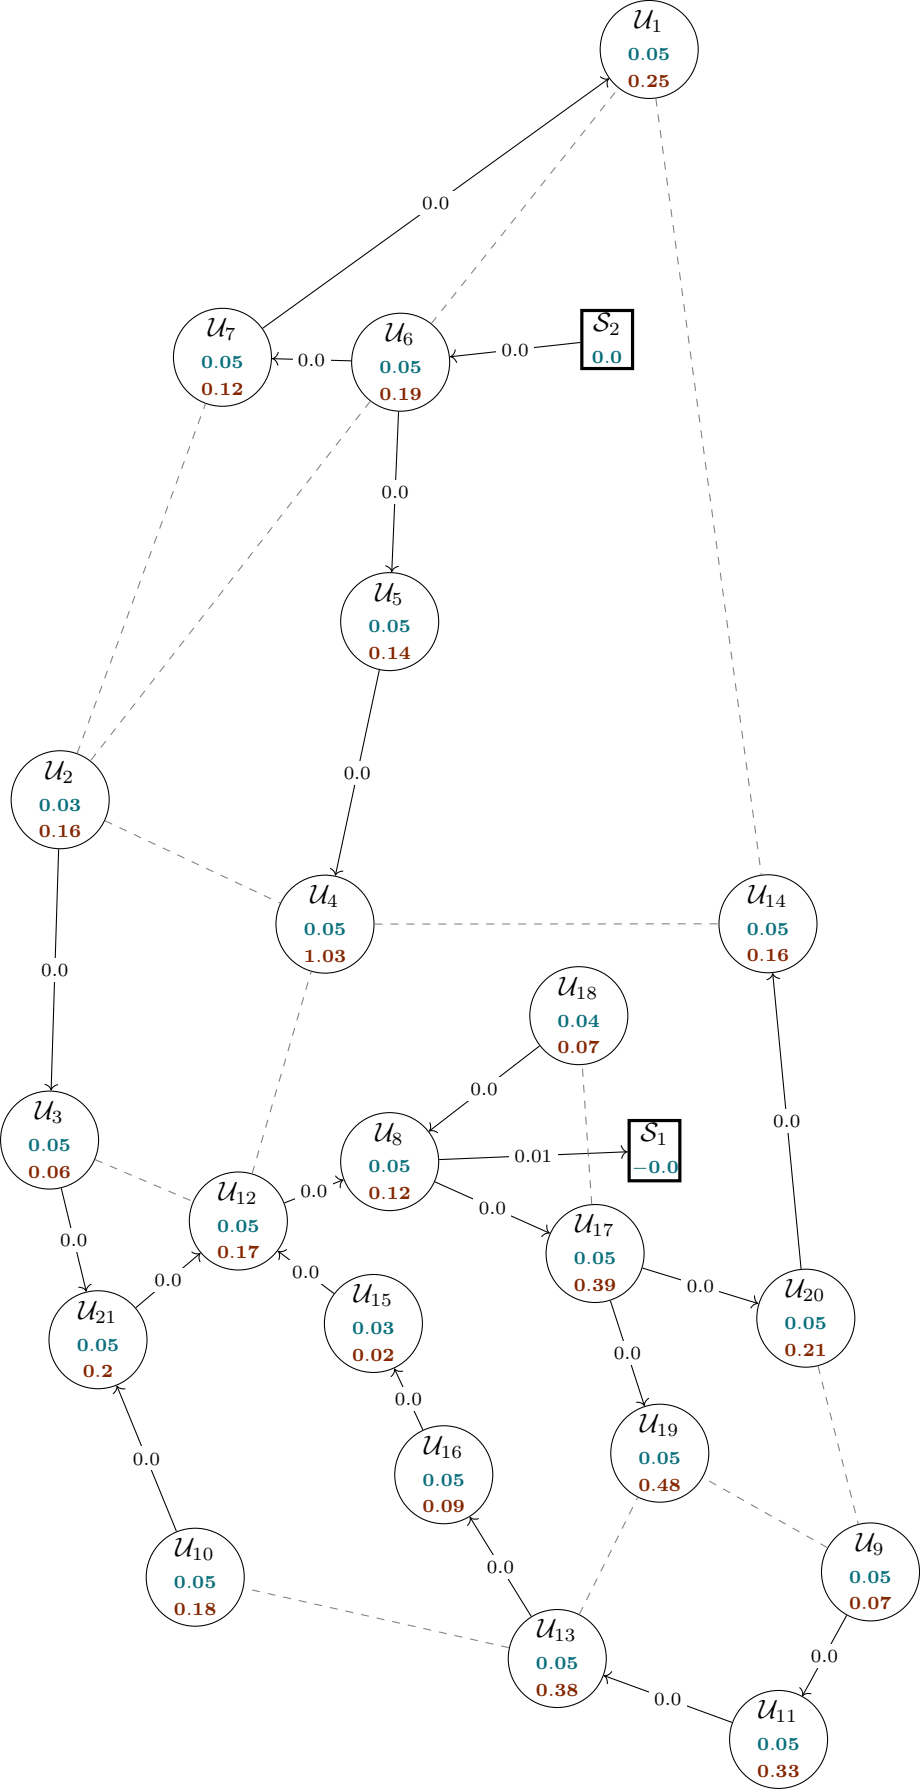 𝒰₁
0.05
0.25
0.0
𝒰₇
0.05
0.12
0.0
𝒰₆
0.05
0.19
0.0
𝒮₂
0.0
0.0
𝒰₅
0.05
0.14
0.0
𝒰₂
0.03
0.16
𝒰₄
0.05
1.03
𝒰₁₄
0.05
0.16
0.0
𝒰₁₈
0.04
0.07
0.0
𝒰₃
0.05
0.06
𝒰₈
0.05
0.12
0.01
𝒮₁
−0.0
0.0
𝒰₁₂
0.05
0.17
0.0
0.0
𝒰₁₇
0.05
0.39
0.0
0.0
0.0
𝒰₂₁
0.05
0.2
𝒰₁₅
0.03
0.02
0.0
𝒰₂₀
0.05
0.21
0.0
0.0
𝒰₁₆
0.05
0.09
𝒰₁₉
0.05
0.48
0.0
𝒰₁₀
0.05
0.18
0.0
𝒰₉
0.05
0.07
𝒰₁₃
0.05
0.38
0.0
0.0
𝒰₁₁
0.05
0.33